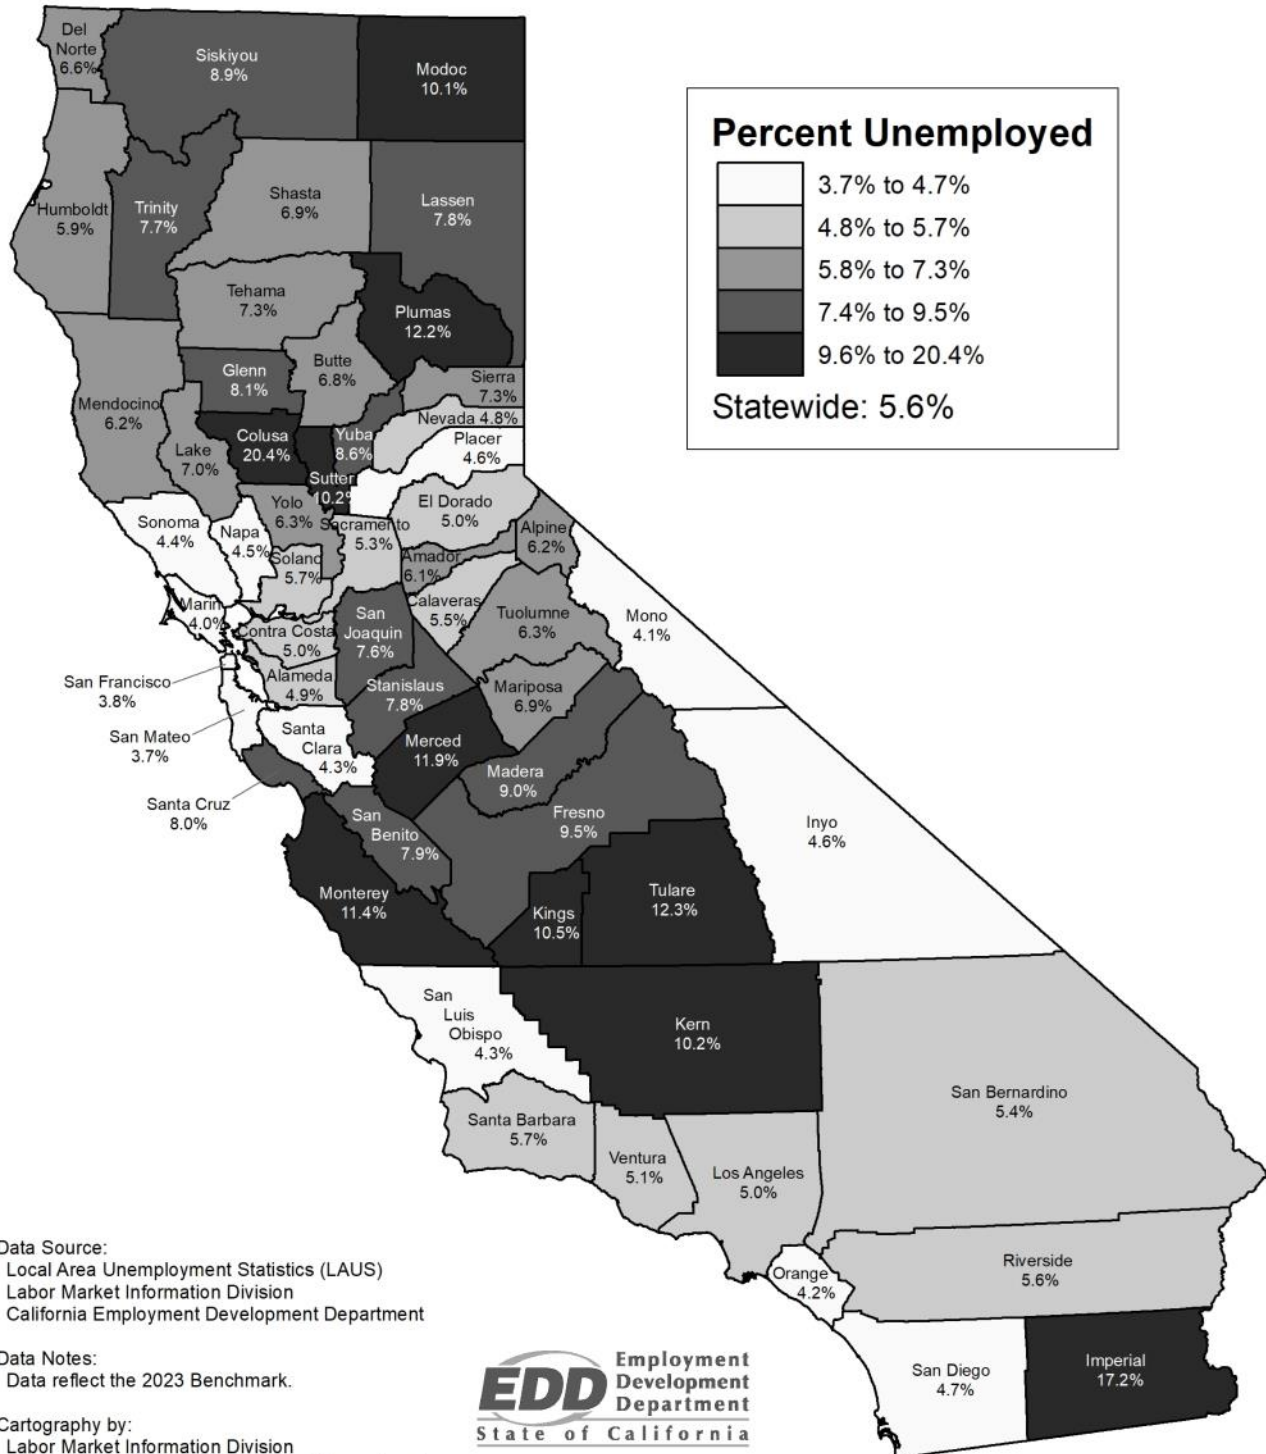 Del
Norte
6.6%
Siskiyou
8.9%
Modoc
10.1%
Percent Unemployed
3.7% to 4.7%
4.8% to 5.7%
5.8% to 7.3%
7.4% to 9.5%
9.6% to 20.4%
Statewide: 5.6%
Humboldt
5.9%
Trinity
7.7%
Shasta
6.9%
Lassen
7.8%
Tehama
7.3%
Plumas
12.2%
Glenn
8.1%
Butte
6.8%
Sierra
7.3%
Mendocino
6.2%
Lake
7.0%
Colusa
20.4%
Sutter
10.2%
Yuba
8.6%
Nevada 4.8%
Placer
4.6%
Sonoma
4.4%
Napa
4.5%
Yolo
6.3%
Sacramento
5.3%
El Dorado
5.0%
Alpine
6.2%
Solano
5.7%
Amador
6.1%
Marin
4.0%
Contra Costa
5.0%
San
Joaquin
7.6%
Calaveras
5.5%
Tuolumne
6.3%
Mono
4.1%
San Francisco
3.8%
Alameda
4.9%
Stanislaus
7.8%
Mariposa
6.9%
San Mateo
3.7%
Santa
Clara
4.3%
Merced
11.9%
Madera
9.0%
Santa Cruz
8.0%
San
Benito
7.9%
Fresno
9.5%
Inyo
4.6%
Monterey
11.4%
Kings
10.5%
Tulare
12.3%
San
Luis
Obispo
4.3%
Kern
10.2%
San Bernardino
5.4%
Santa Barbara
5.7%
Ventura
5.1%
Los Angeles
5.0%
Orange
4.2%
Riverside
5.6%
San Diego
4.7%
Imperial
17.2%
Data Source:
Local Area Unemployment Statistics (LAUS)
Labor Market Information Division
California Employment Development Department
Data Notes:
Data reflect the 2023 Benchmark.
Cartography by:
Labor Market Information Division
EDD
Employment
Development
Department
State of California